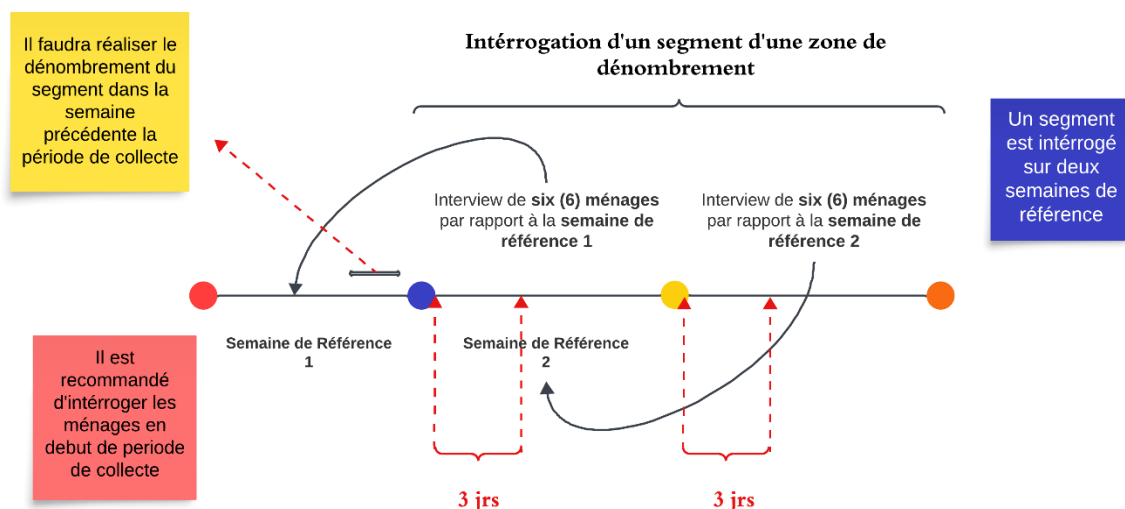 Il faudra réaliser le
dénombrement du
segment dans la
semaine
précédente la
période de collecte
Intérrogation d'un segment d'une zone de
dénombrement
Un segment
est intérrogé
sur deux
semaines de
référence
Interview de six (6) ménages
par rapport à la semaine de
référence 1
Interview de six (6) ménages
par rapport à la semaine de
référence 2
Semaine de Référence
1
Semaine de Référence
2
Il est
recommandé
d'intérroger les
ménages en
debut de periode
de collecte
3 jrs
3 jrs